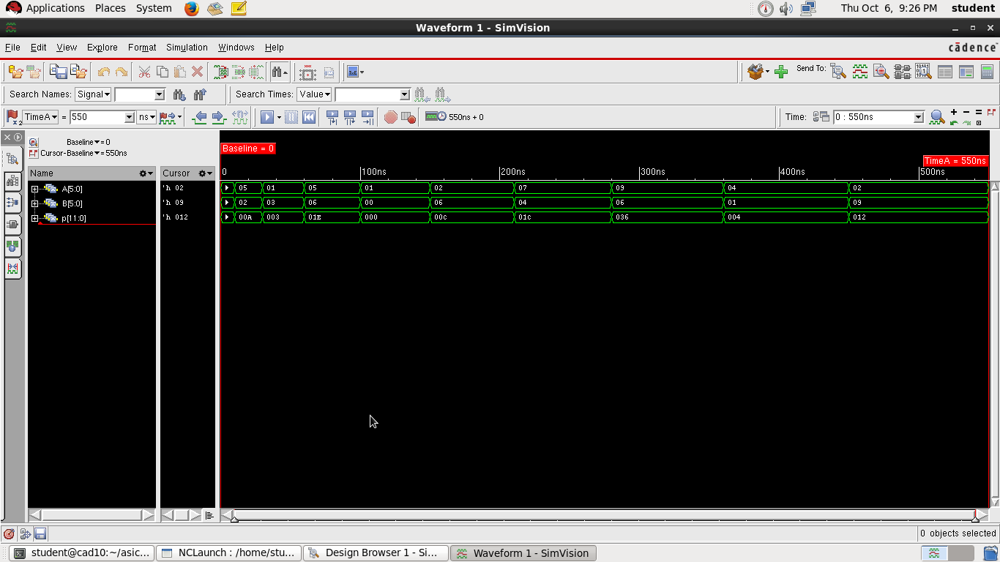 Applications Places System Thu Oct 6, 9:26 PM student
Waveform 1 - SimVision
File Edit View Explore Format Simulation Windows Help cādence
Send To:
Search Names: Signal Search Times: Value
TimeA = 550 ns 550ns + 0 Time: 0 : 550ns
Baseline = 0
Cursor-Baseline = 550ns
Baseline = 0
TimeA = 550ns
Name Cursor 0 100ns 200ns 300ns 400ns 500ns
A[5:0] 'h 02 05 01 05 01 02 07 09 04 02
B[5:0] 'h 09 02 03 06 00 06 04 06 01 09
p[11:0] 'h 012 00A 003 01E 000 00C 01C 036 004 012
0 objects selected
student@cad10:~/asic... NCLaunch : /home/stu... Design Browser 1 - Si... Waveform 1 - SimVision